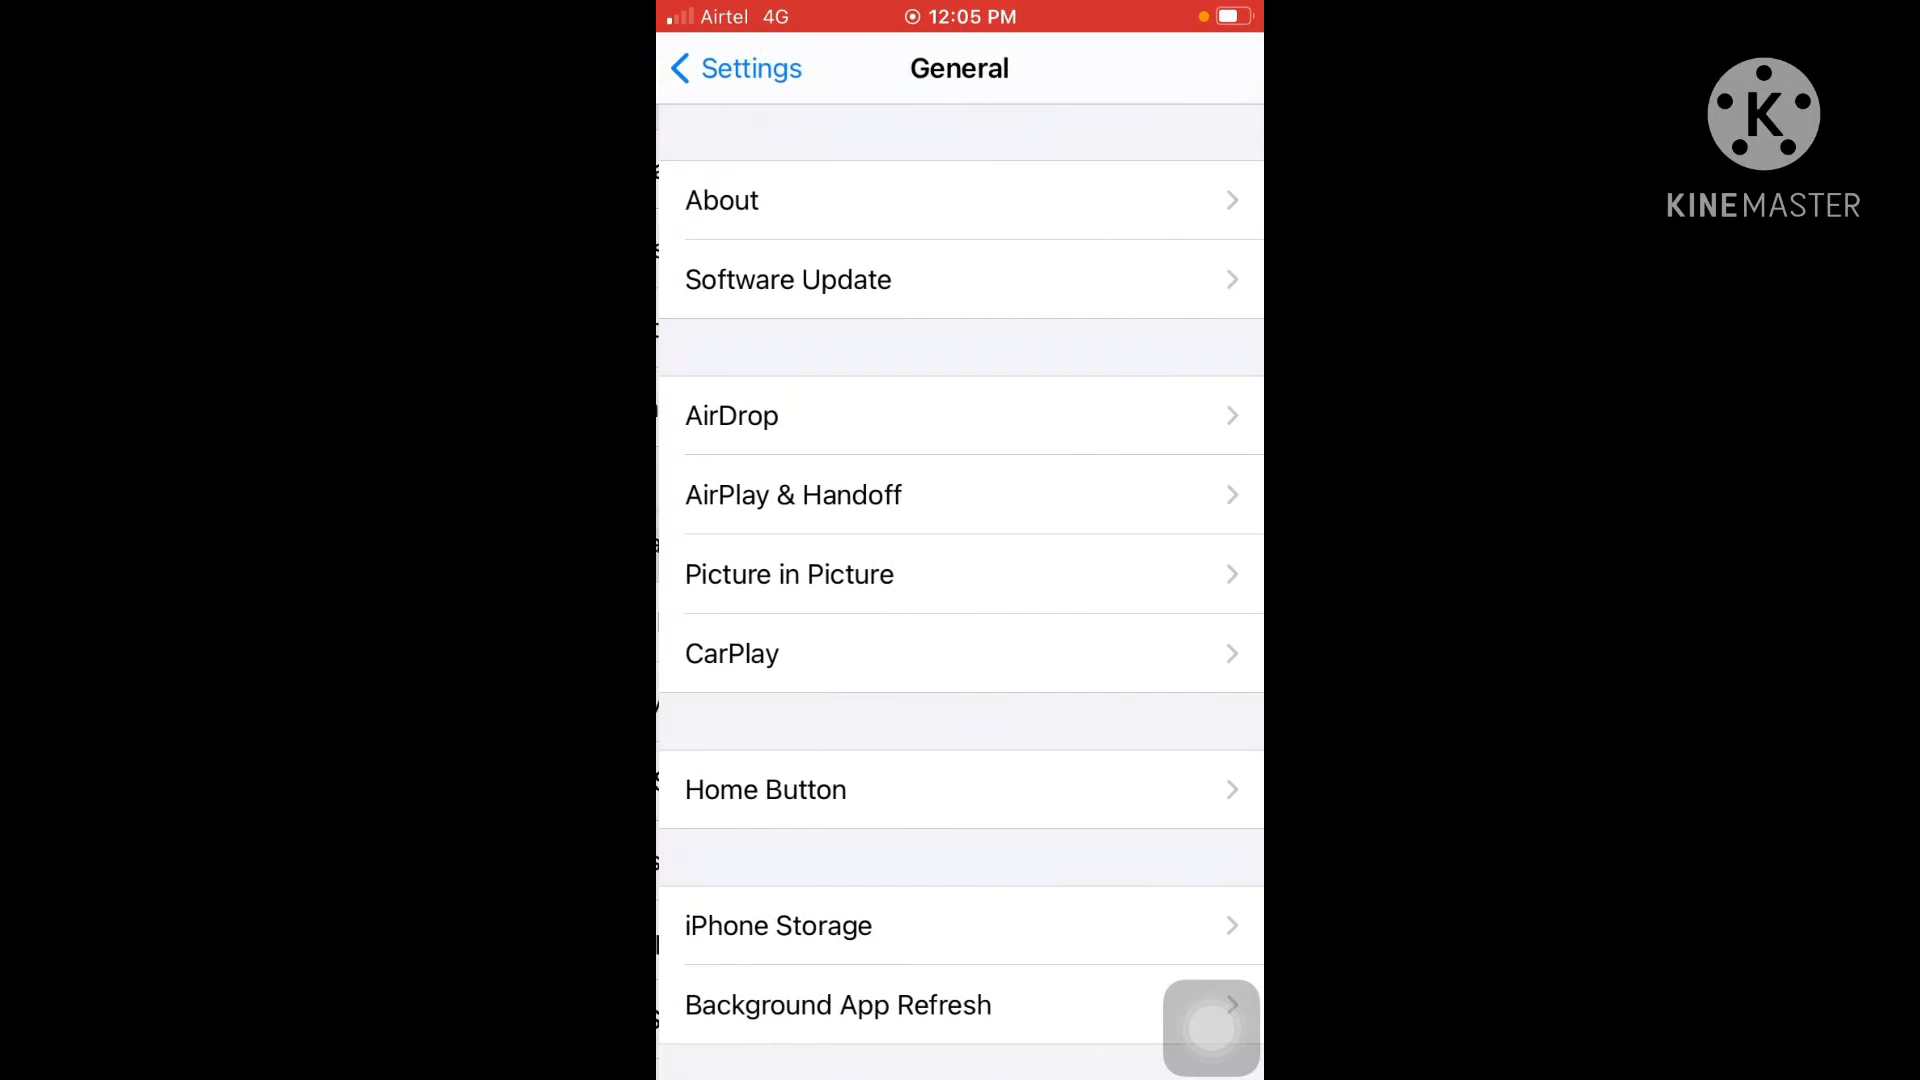 Airtel 4G 12:05 PM
Settings General
K
KINEMASTER
About
Software Update
AirDrop
AirPlay & Handoff
Picture in Picture
CarPlay
Home Button
iPhone Storage
Background App Refresh